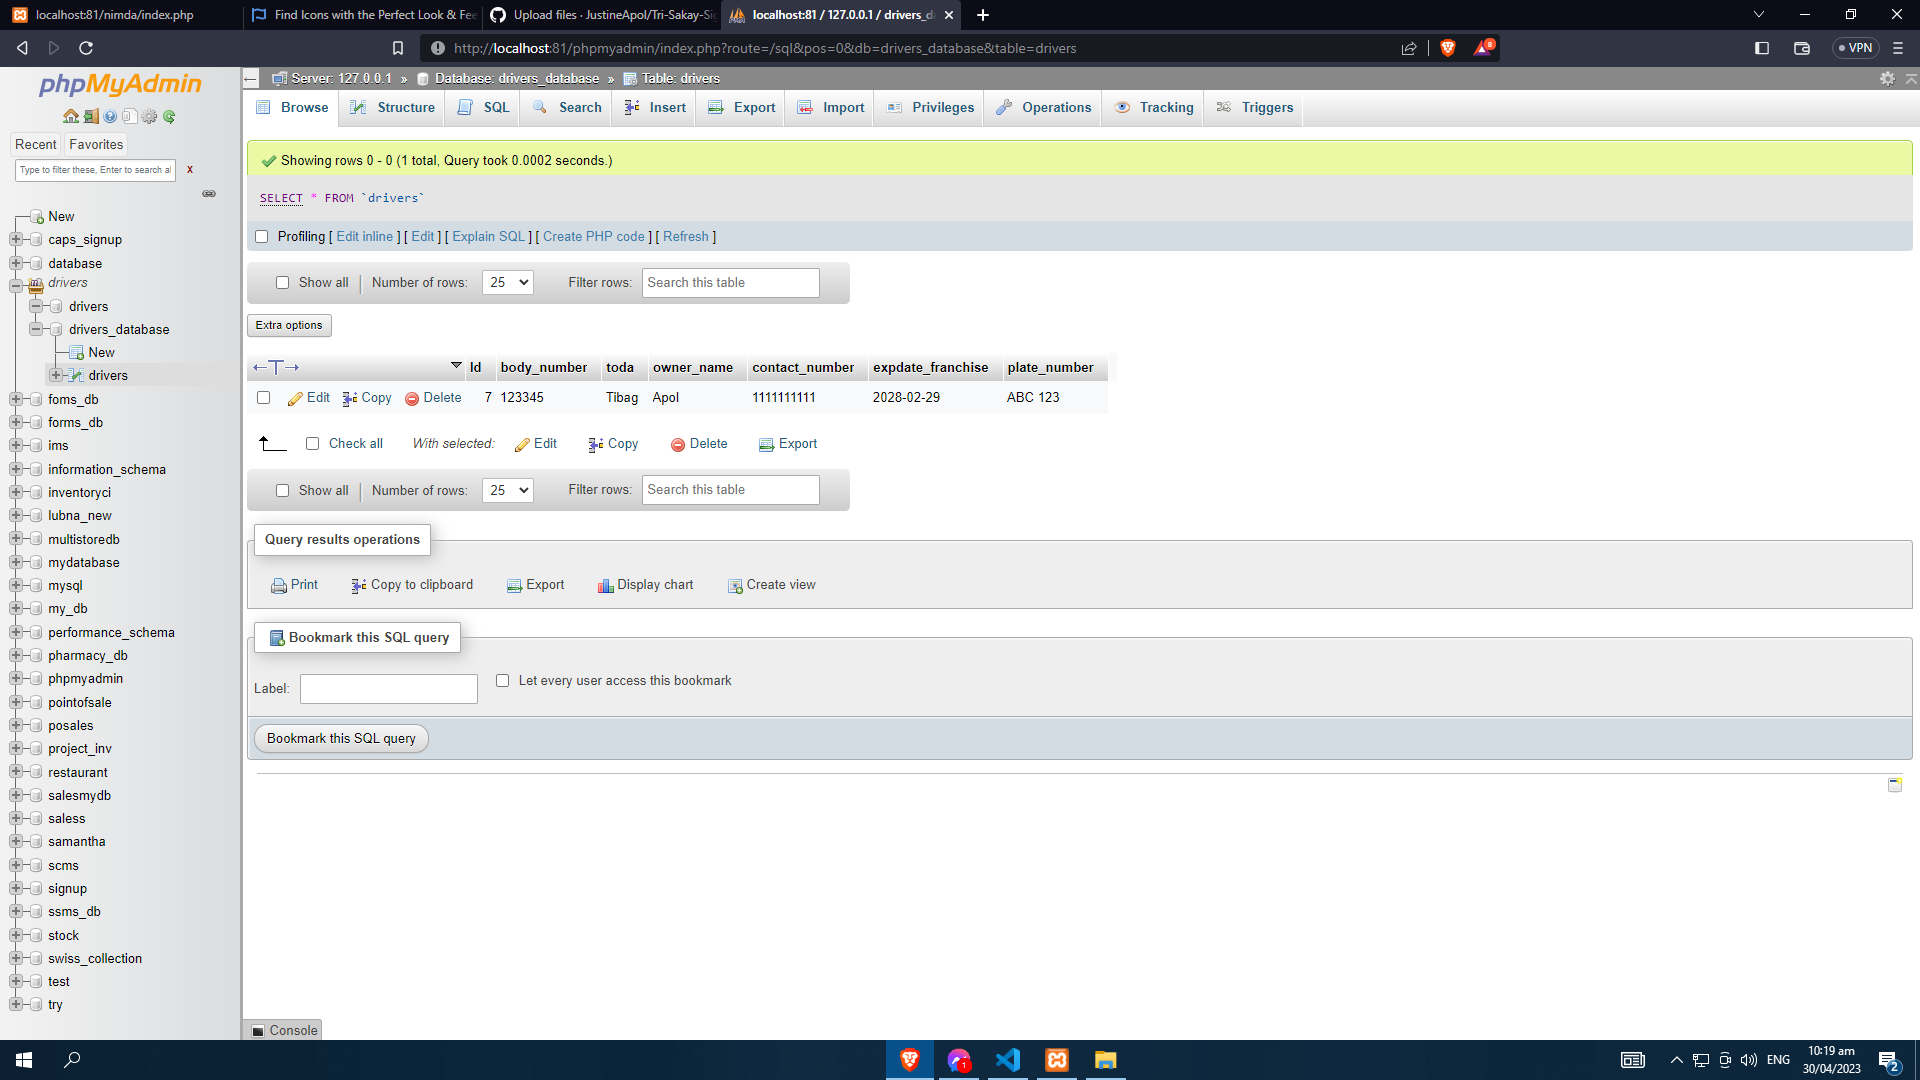 localhost:81/nimda/index.php
Find Icons with the Perfect Look & Fee
Upload files · JustineApol/Tri-Sakay-Si
localhost:81 / 127.0.0.1 / drivers_da
http://localhost:81/phpmyadmin/index.php?route=/sql&pos=0&db=drivers_database&table=drivers
8
VPN
phpMyAdmin
Recent
Favorites
Type to filter these, Enter to search al
X
New
caps_signup
database
drivers
drivers
drivers_database
New
drivers
foms_db
forms_db
ims
information_schema
inventoryci
lubna_new
multistoredb
mydatabase
mysql
my_db
performance_schema
pharmacy_db
phpmyadmin
pointofsale
posales
project_inv
restaurant
salesmydb
saless
samantha
scms
signup
ssms_db
stock
swiss_collection
test
try
Server: 127.0.0.1 » Database: drivers_database » Table: drivers
Browse
Structure
SQL
Search
Insert
Export
Import
Privileges
Operations
Tracking
Triggers
Showing rows 0 - 0 (1 total, Query took 0.0002 seconds.)
SELECT * FROM `drivers`
Profiling [ Edit inline ] [ Edit ] [ Explain SQL ] [ Create PHP code ] [ Refresh ]
Show all
Number of rows:
25
Filter rows:
Search this table
Extra options
Id body_number toda owner_name contact_number expdate_franchise plate_number
Edit Copy Delete 7 123345 Tibag Apol 1111111111 2028-02-29 ABC 123
Check all With selected: Edit Copy Delete Export
Show all
Number of rows:
25
Filter rows:
Search this table
Query results operations
Print
Copy to clipboard
Export
Display chart
Create view
Bookmark this SQL query
Label:
Let every user access this bookmark
Bookmark this SQL query
Console
1
ENG
10:19 am
30/04/2023
2